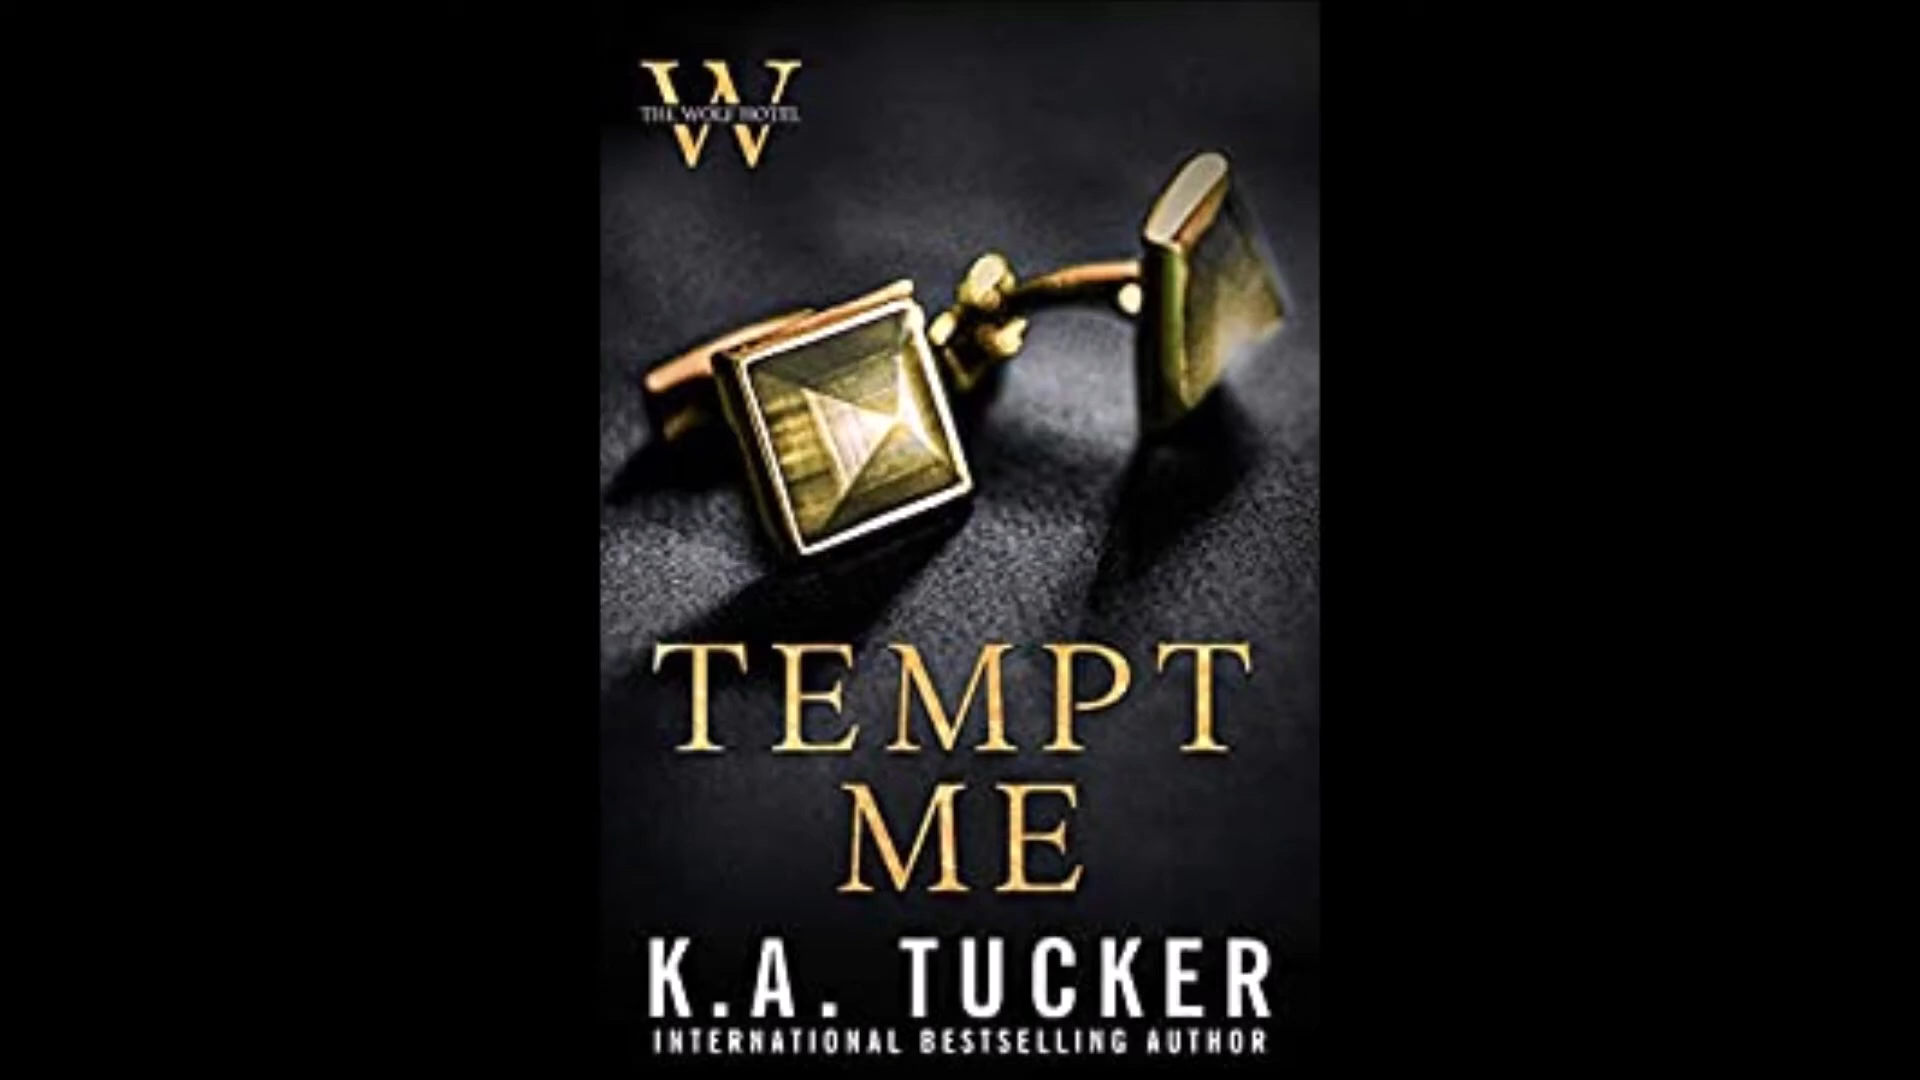 W
THE WOLF HOTEL
TEMPT
ME
K.A. TUCKER
INTERNATIONAL BESTSELLING AUTHOR